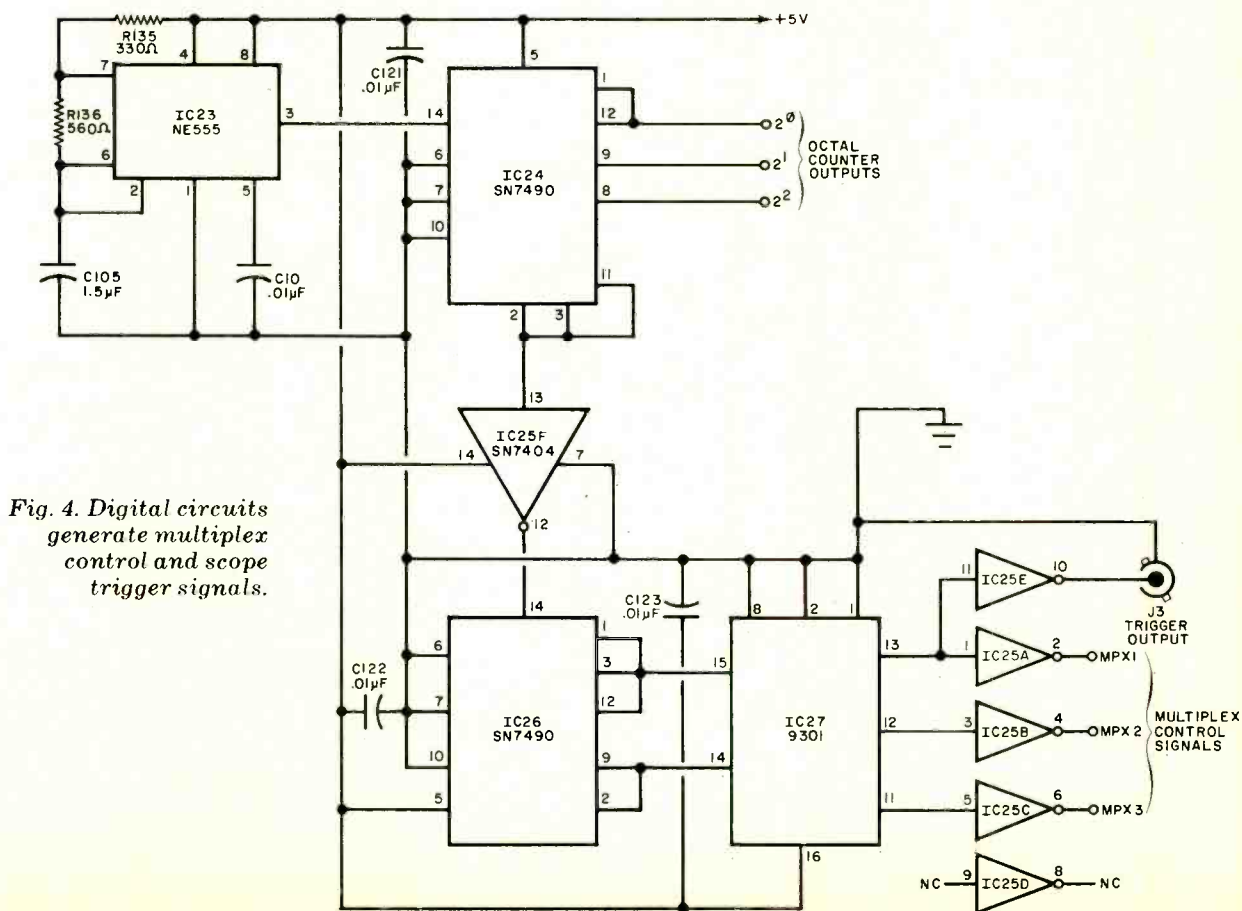 +5V
R135
330Ω
4
8
7
C121
.01µF
5
1
R136
560Ω
IC23
NE555
3
14
12
2⁰
6
6
IC24
SN7490
9
2¹
OCTAL
COUNTER
OUTPUTS
2
1
5
7
8
2²
10
C105
1.5µF
C10
.01µF
11
2
3
13
IC25F
SN7404
14
7
12
Fig. 4. Digital circuits
generate multiplex
control and scope
trigger signals.
14
C123
.01µF
8
2
1
11
IC25E
10
J3
TRIGGER
OUTPUT
6
1
3
15
13
1
IC25A
2
MPX1
C122
.01µF
7
IC26
SN7490
12
IC27
9301
12
3
IC25B
4
MPX2
MULTIPLEX
CONTROL
SIGNALS
10
9
14
5
2
11
5
IC25C
6
MPX3
16
NC
9
IC25D
8
NC